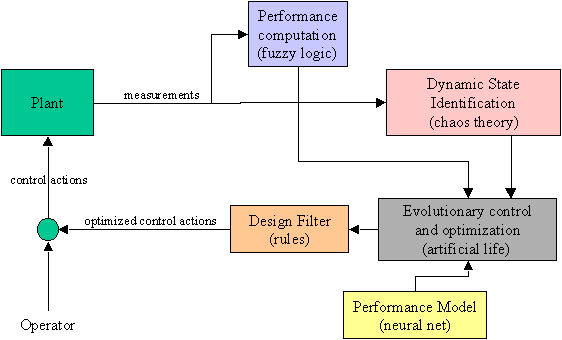 Performance
computation
(fuzzy logic)
Plant
measurements
Dynamic State
Identification
(chaos theory)
control actions
optimized control actions
Design Filter
(rules)
Evolutionary control
and optimization
(artificial life)
Operator
Performance Model
(neural net)